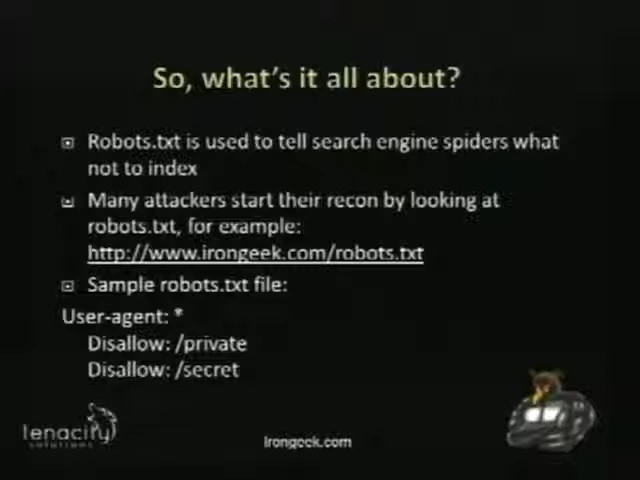 So, what's it all about?
Robots.txt is used to tell search engine spiders what
not to index
Many attackers start their recon by looking at
robots.txt, for example:
http://www.irongeek.com/robots.txt
Sample robots.txt file:
User-agent: *
Disallow: /private
Disallow: /secret
tenacity
solutions
Irongeek.com